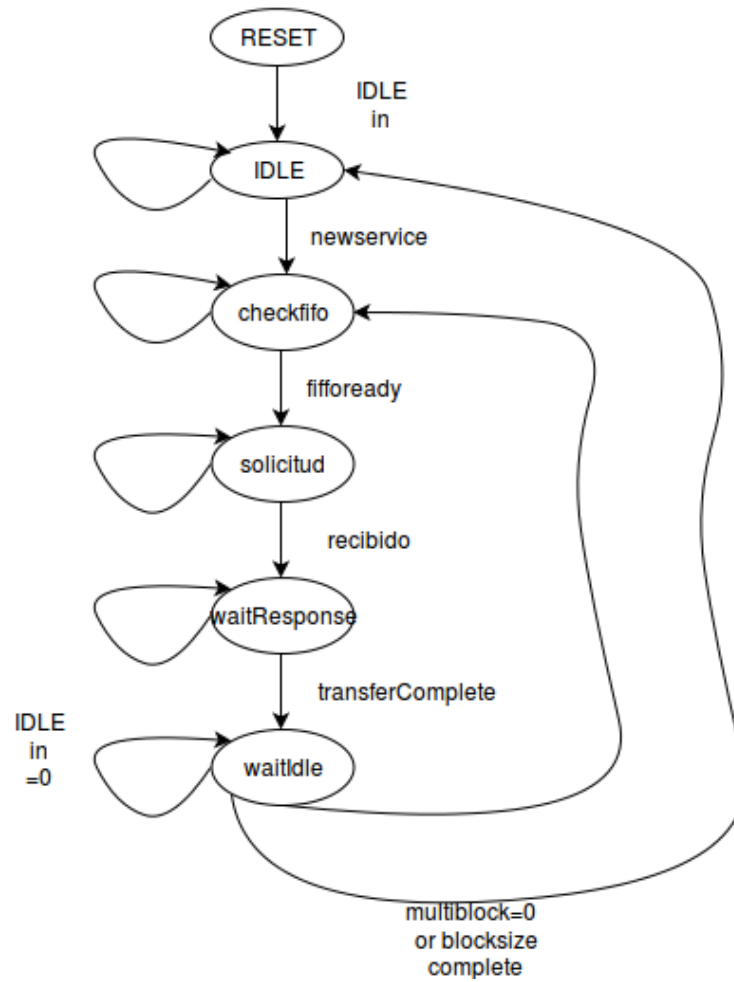 RESET
IDLE
in
IDLE
newservice
checkfifo
fiffoready
solicitud
recibido
waitResponse
transferComplete
IDLE
in
=0
waitIdle
multiblock=0
or blocksize
complete